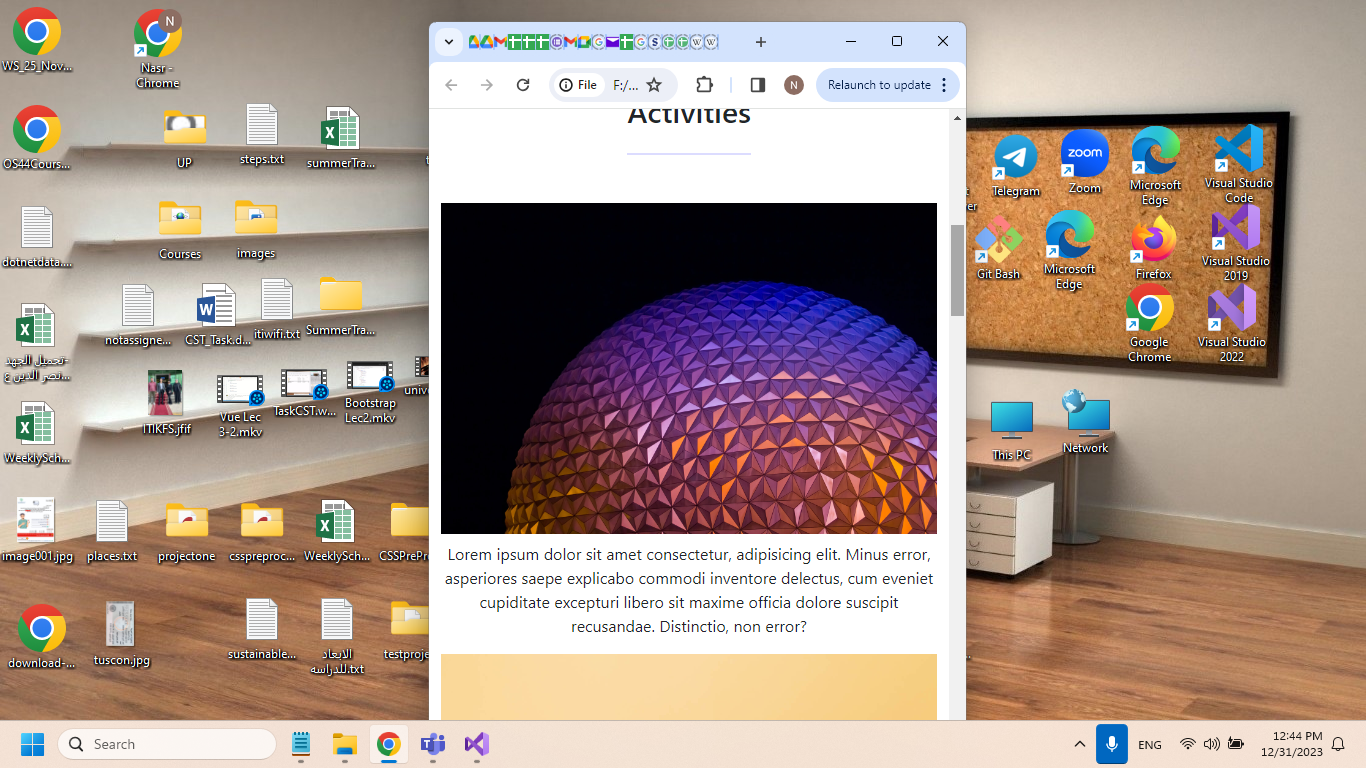 WS_25_Nov...
N
Nasr -
Chrome
OS44Cours...
UP
steps.txt
summerTra...
dotnetdata....
Courses
images
notassigne...
CST_Task.d...
itiwifi.txt
SummerTra...
تحميل الجهد-
...نصر الدين ع
ITIKFS.jfif
Vue Lec
3-2.mkv
TaskCST.w...
Bootstrap
Lec2.mkv
WeeklySch...
image001.jpg
places.txt
projectone
cssprepro​c...
WeeklySch...
CSSPrePr
download-...
tuscon.jpg
sustainable...
الابعاد
للدراسه.txt
testproje
File
F:/...
N
Relaunch to update
Activities
Lorem ipsum dolor sit amet consectetur, adipisicing elit. Minus error,
asperiores saepe explicabo commodi inventore delectus, cum eveniet
cupiditate excepturi libero sit maxime officia dolore suscipit
recusandae. Distinctio, non error?
Telegram
zoom
Zoom
Microsoft
Edge
Visual Studio
Code
Git Bash
Microsoft
Edge
Firefox
Visual Studio
2019
Google
Chrome
Visual Studio
2022
This PC
Network
Search
ENG
12:44 PM
12/31/2023